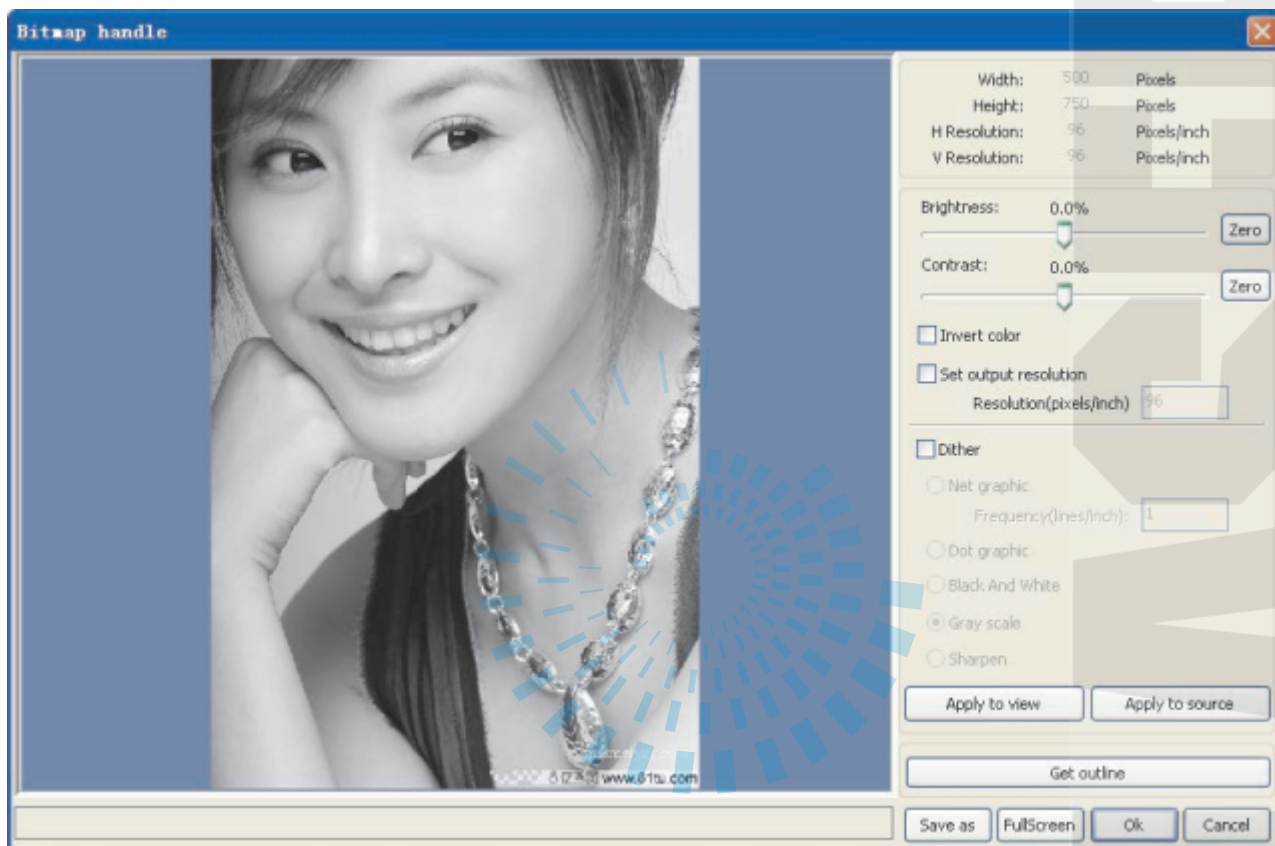 Bitmap handle
Width: 500 Pixels
Height: 750 Pixels
H Resolution: 96 Pixels/inch
V Resolution: 96 Pixels/inch
Brightness: 0.0%
Zero
Contrast: 0.0%
Zero
Invert color
Set output resolution
Resolution(pixels/inch) 96
Dither
Net graphic
Frequency(lines/inch): 1
Dot graphic
Black And White
Gray scale
Sharpen
Apply to view Apply to source
www.81tu.com
Get outline
Save as FullScreen Ok Cancel